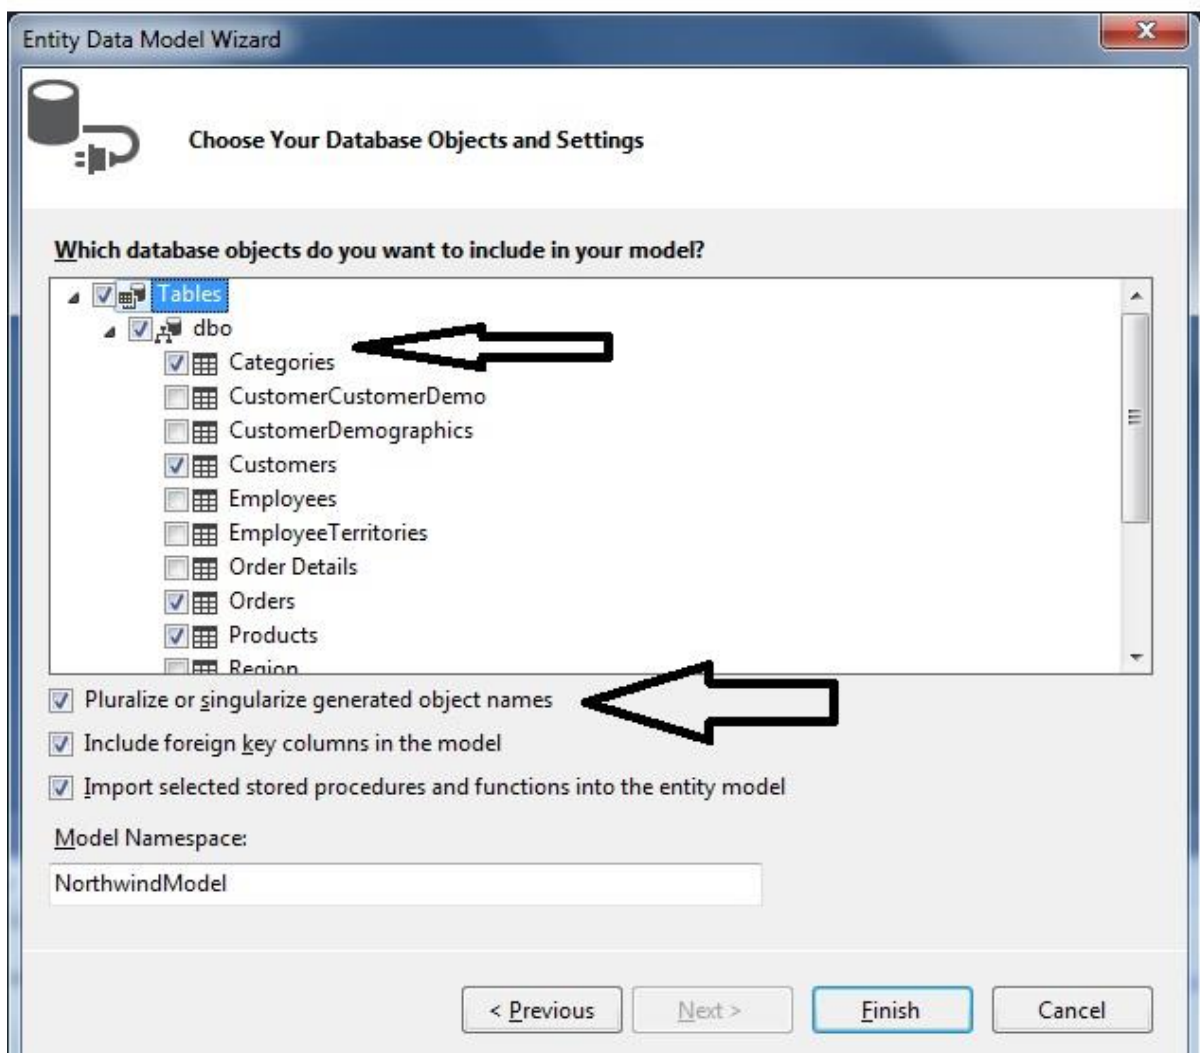 Entity Data Model Wizard
Choose Your Database Objects and Settings
Which database objects do you want to include in your model?
Tables
dbo
Categories
CustomerCustomerDemo
CustomerDemographics
Customers
Employees
EmployeeTerritories
Order Details
Orders
Products
Region
Pluralize or singularize generated object names
Include foreign key columns in the model
Import selected stored procedures and functions into the entity model
Model Namespace:
NorthwindModel
< Previous Next > Finish Cancel